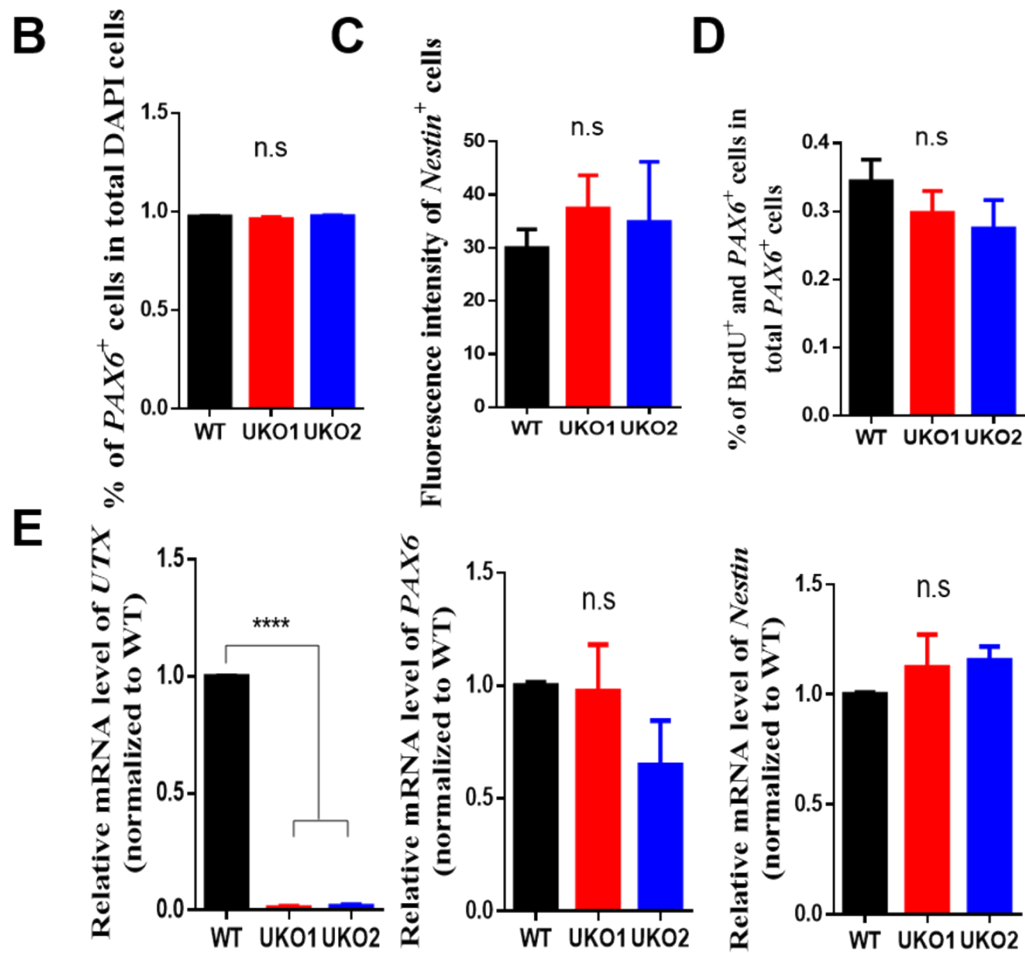 B
% of PAX6+ cells in total DAPI cells
1.5
1.0
0.5
0.0
n.s
WT UKO1 UKO2
C
Fluorescence intensity of Nestin+ cells
50
40
30
20
10
0
n.s
WT UKO1 UKO2
D
% of BrdU+ and PAX6+ cells in
total PAX6+ cells
0.4
0.3
0.2
0.1
0.0
n.s
WT UKO1 UKO2
E
Relative mRNA level of UTX
(normalized to WT)
1.5
1.0
0.5
0.0
****
WT UKO1 UKO2
Relative mRNA level of PAX6
(normalized to WT)
1.5
1.0
0.5
0.0
n.s
WT UKO1 UKO2
Relative mRNA level of Nestin
(normalized to WT)
1.5
1.0
0.5
0.0
n.s
WT UKO1 UKO2